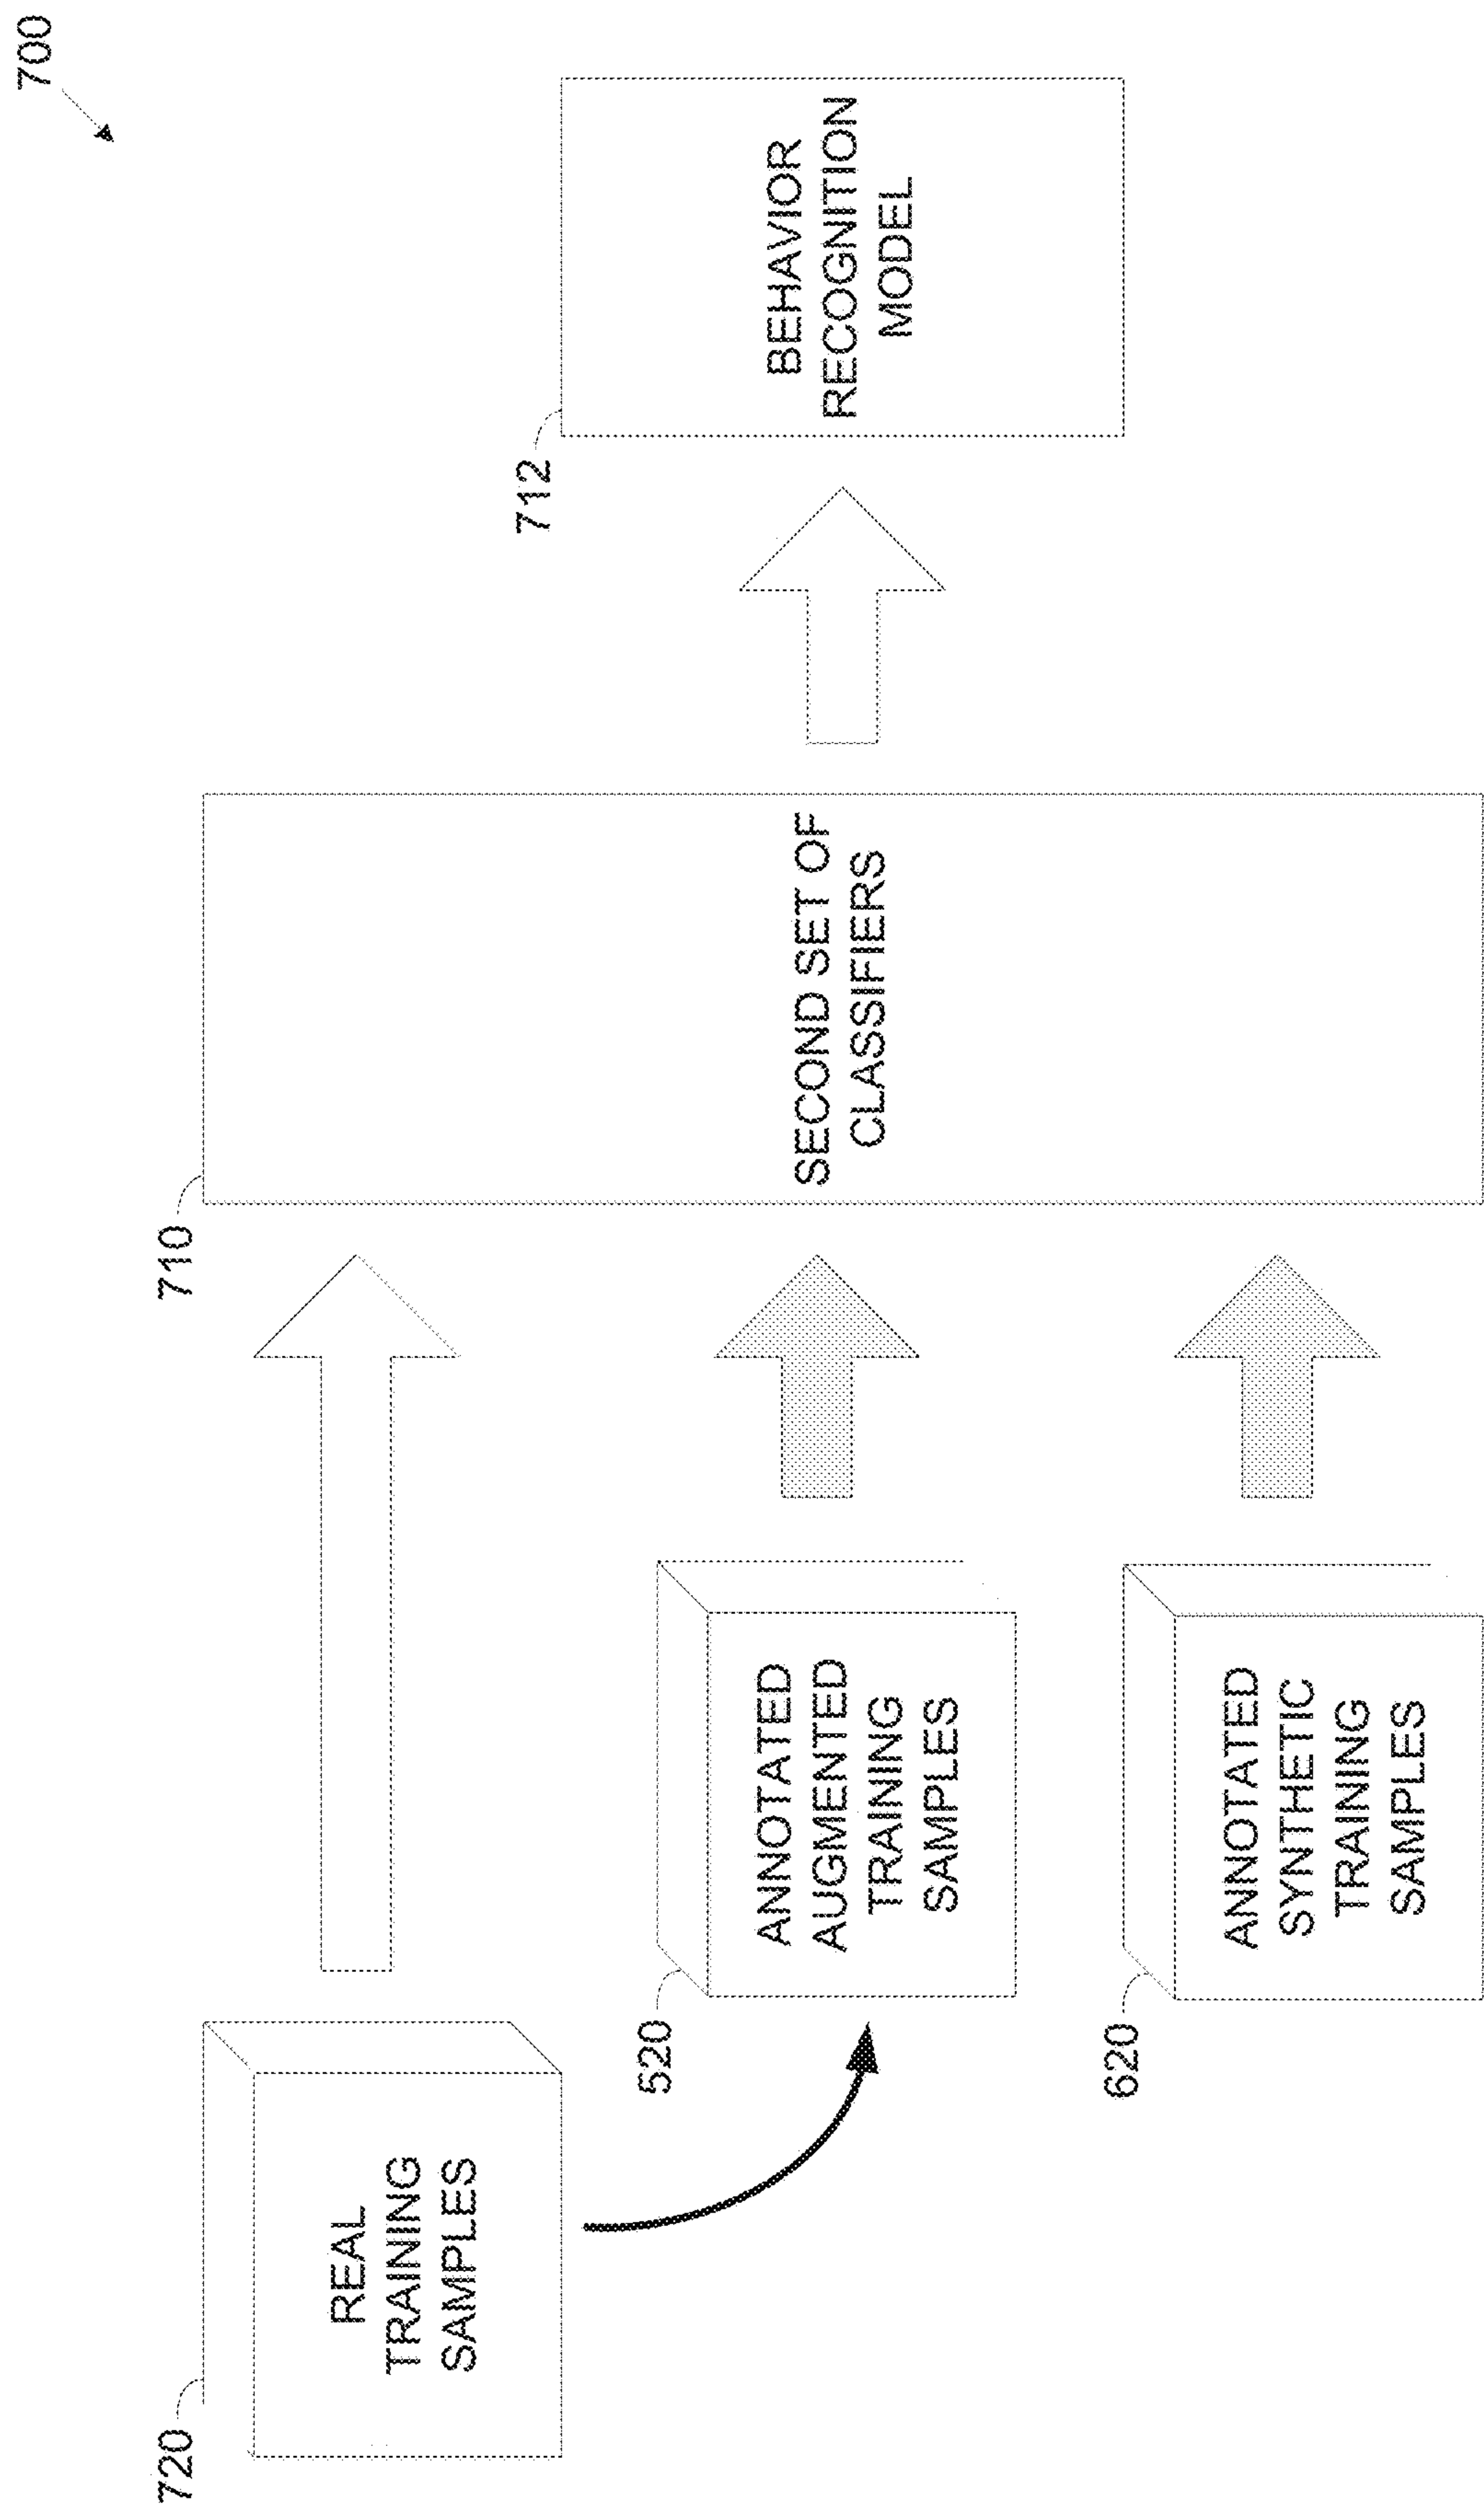 700
720
REAL
TRAINING
SAMPLES
520
ANNOTATED
AUGMENTED
TRAINING
SAMPLES
620
ANNOTATED
SYNTHETIC
TRAINING
SAMPLES
710
SECOND SET OF
CLASSIFIERS
712
BEHAVIOR
RECOGNITION
MODEL